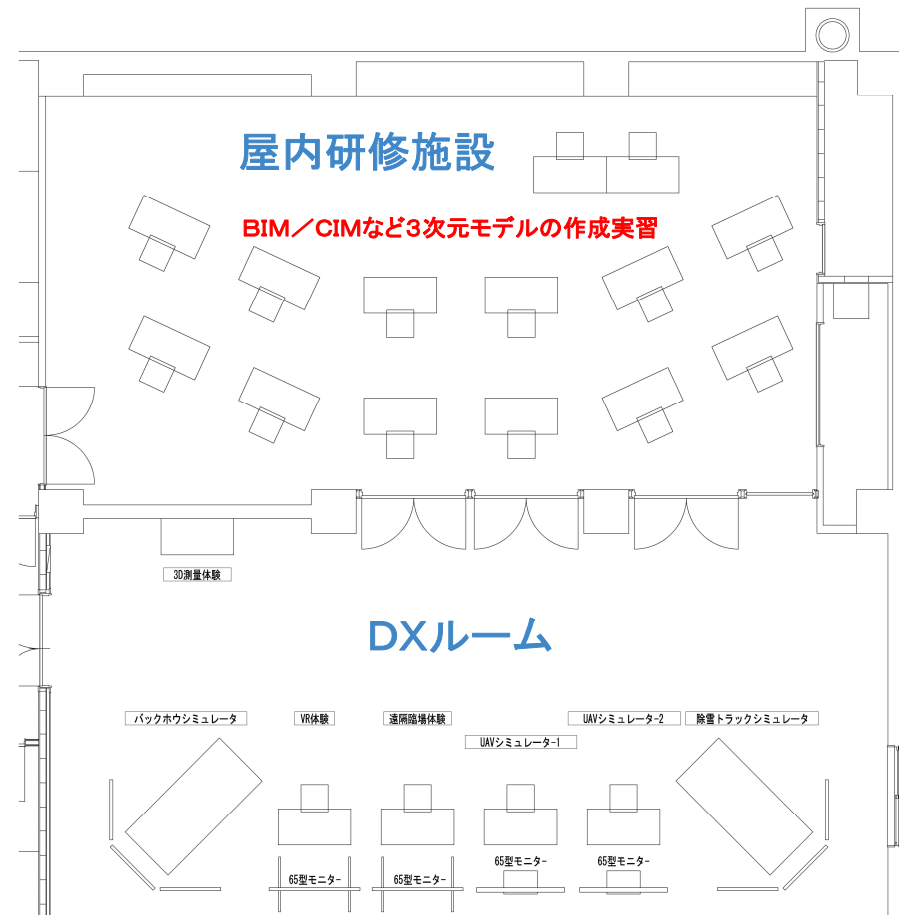 屋内研修施設
BIM／CIMなど3次元モデルの作成実習
3D測量体験
DXルーム
バックホウシミュレータ
VR体験
遠隔臨場体験
UAVシミュレーター-1
UAVシミュレーター-2
除雪トラックシミュレータ
65型モニター
65型モニター
65型モニター
65型モニター